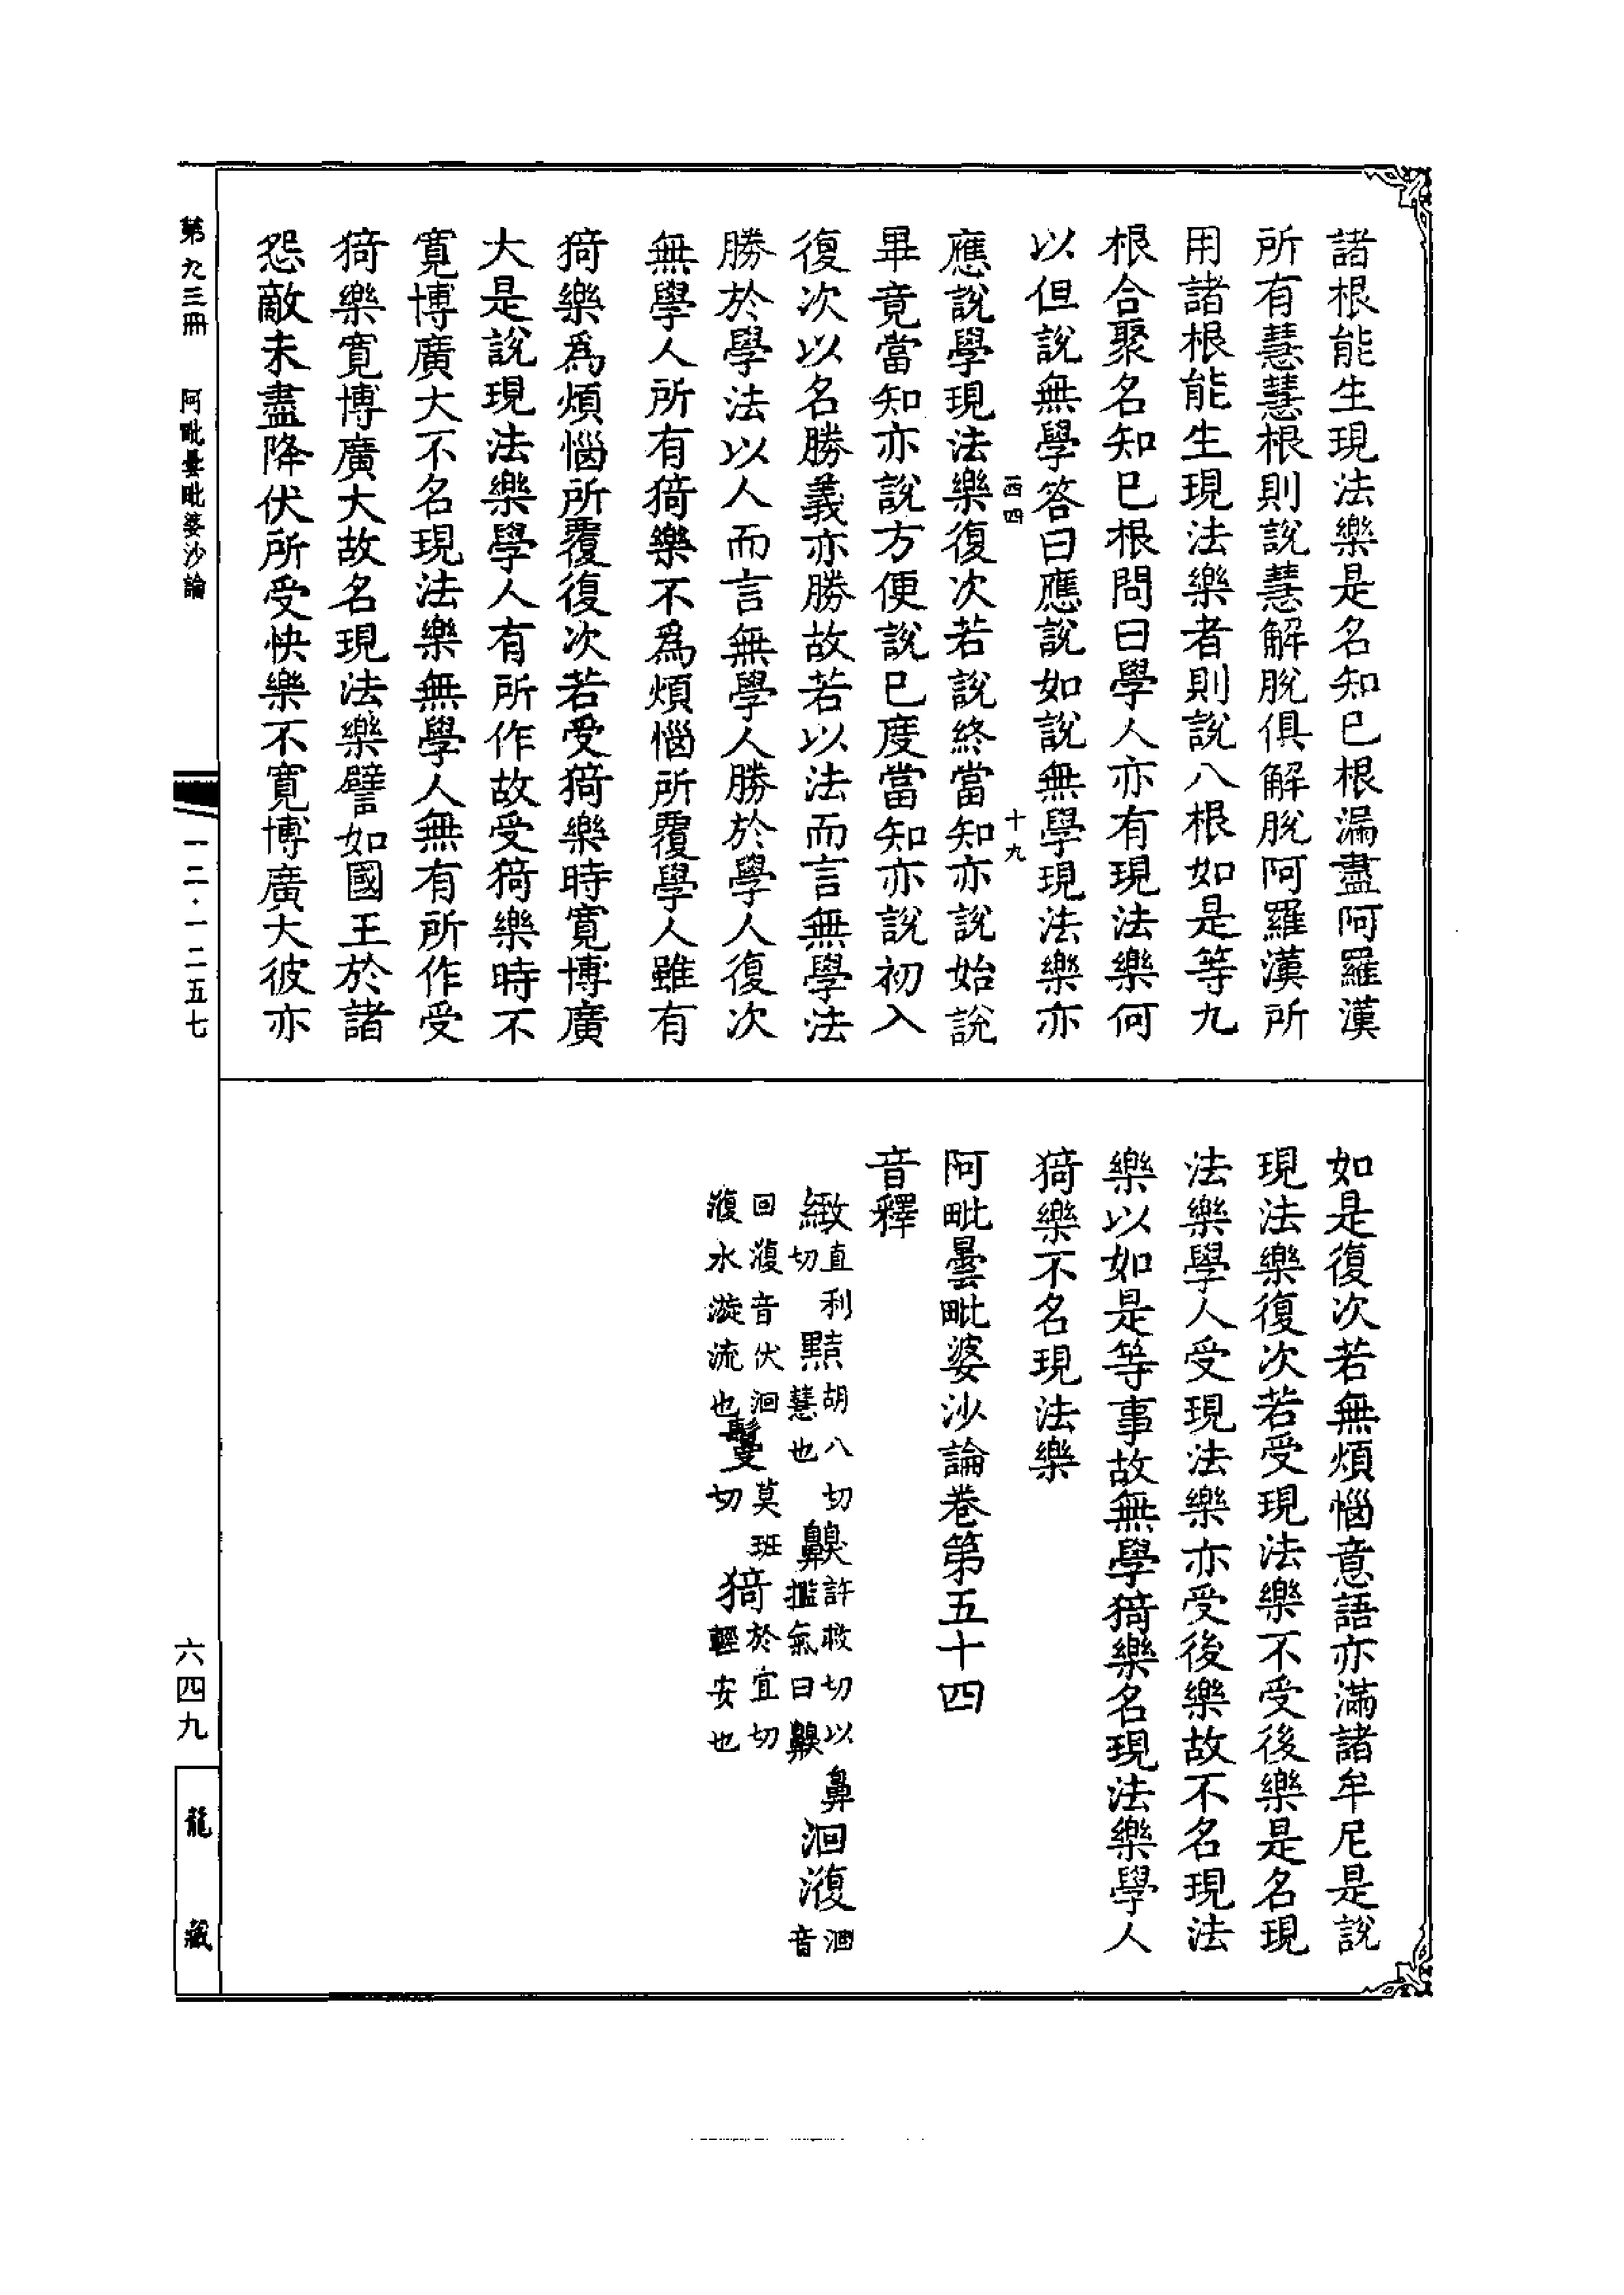 諸根能生現法樂是名知已根漏盡阿羅漢
所有慧慧根則說慧解脫俱解脫阿羅漢所
用諸根能生現法樂者則說八根如是等九
根合聚名知已根問曰學人亦有現法樂何
以但說無學答曰應說如說無學現法樂亦
應說學現法樂復次若說終當知亦說始說
畢竟當知亦說方便說已度當知亦說初入
復次以名勝義亦勝故若以法而言無學法
勝於學法以人而言無學人勝於學人復次
無學人所有猗樂不為煩惱所覆學人雖有
猗樂為煩惱所覆復次若受猗樂時寬博廣
大是說現法樂學人有所作故受猗樂時不
寬博廣大不名現法樂無學人無有所作受
猗樂寬博廣大故名現法樂譬如國王於諸
怨敵未盡降伏所受快樂不寬博廣大彼亦
十九
如是復次若無煩惱意語亦滿諸牟尼是說
現法樂復次若受現法樂不受後樂是名現
法樂學人受現法樂亦受後樂故不名現法
樂以如是等事故無學猗樂名現法樂學人
猗樂不名現法樂
阿毗曇毗婆沙論卷第五十四
音釋
緻直利切 黠胡八切慧也 齅許救切以鼻擥氣曰齅 洄澓洄音
回澓音伏洄澓水漩流也 鬘莫班切 猗於宜切輕安也
第九三冊 阿毗曇毗婆沙論
一二·一二五七
六四九
龍藏